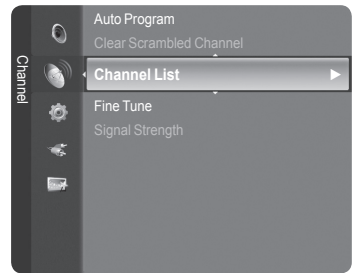 Channel
Auto Program
Clear Scrambled Channel
Channel List
Fine Tune
Signal Strength